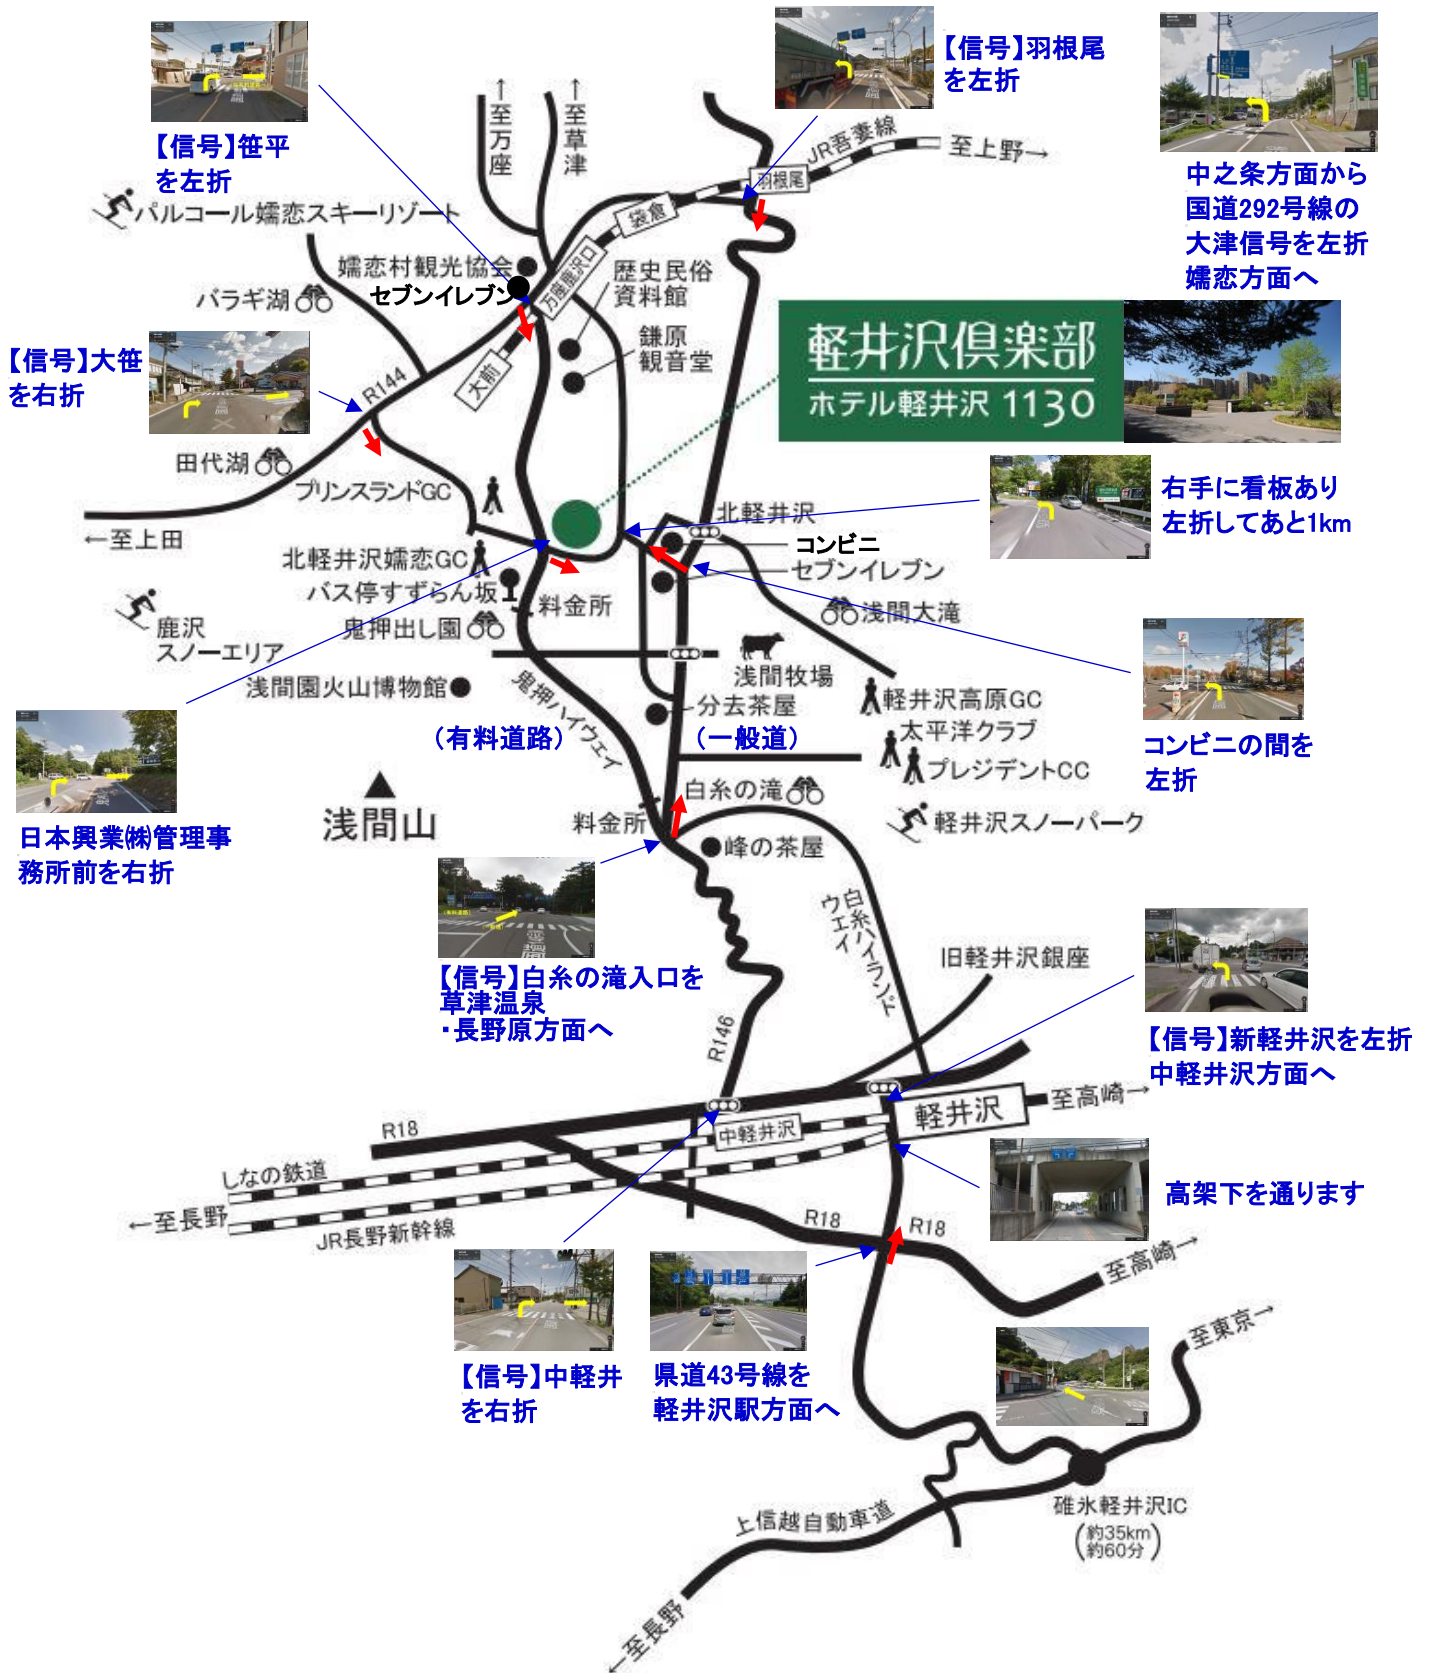 【信号】羽根尾
を左折
【信号】笹平
を左折
中之条方面から
国道292号線の
大津信号を左折
嬬恋方面へ
↑至万座
↑至草津
JR吾妻線
至上野→
羽根尾
袋倉
パルコール嬬恋スキーリゾート
万座鹿沢口
嬬恋村観光協会
セブンイレブン
歴史民俗
資料館
バラギ湖
鎌原
観音堂
軽井沢倶楽部
ホテル軽井沢 1130
【信号】大笹
を右折
R144
大前
田代湖
プリンスランドGC
右手に看板あり
左折してあと1km
←至上田
北軽井沢
コンビニ
セブンイレブン
北軽井沢嬬恋GC
バス停すずらん坂
料金所
鬼押出し園
浅間大滝
鹿沢
スノーエリア
浅間園火山博物館
鬼押ハイウェイ
浅間牧場
軽井沢高原GC
分去茶屋
(有料道路)
(一般道)
太平洋クラブ
プレジデントCC
コンビニの間を
左折
白糸の滝
浅間山
料金所
峰の茶屋
軽井沢スノーパーク
日本興業㈱管理事
務所前を右折
白糸ハイランド
ウェイ
【信号】白糸の滝入口を
草津温泉
・長野原方面へ
旧軽井沢銀座
R146
【信号】新軽井沢を左折
中軽井沢方面へ
至高崎→
軽井沢
中軽井沢
R18
しなの鉄道
←至長野
JR長野新幹線
高架下を通ります
R18
R18
至高崎→
【信号】中軽井
を右折
県道43号線を
軽井沢駅方面へ
至東京→
碓氷軽井沢IC
(約35km
約60分)
上信越自動車道
←至長野